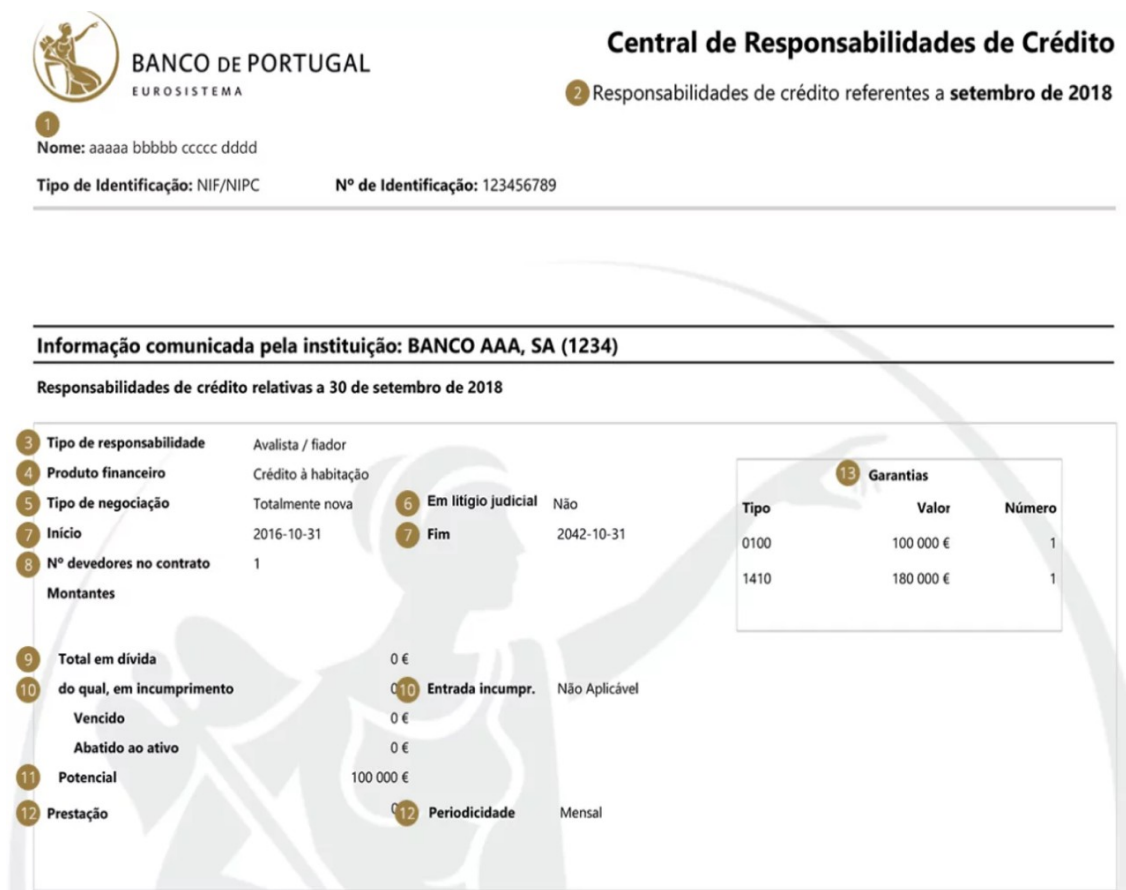 BANCO DE PORTUGAL
EUROSISTEMA
Central de Responsabilidades de Crédito
2 Responsabilidades de crédito referentes a setembro de 2018
1
Nome: aaaaa bbbbb ccccc dddd
Tipo de Identificação: NIF/NIPC Nº de Identificação: 123456789
Informação comunicada pela instituição: BANCO AAA, SA (1234)
Responsabilidades de crédito relativas a 30 de setembro de 2018
3 Tipo de responsabilidade Avalista / fiador
4 Produto financeiro Crédito à habitação
5 Tipo de negociação Totalmente nova 6 Em litígio judicial Não
7 Início 2016-10-31 7 Fim 2042-10-31
8 Nº devedores no contrato 1
Montantes
13 Garantias
Tipo Valor Número
0100 100 000 € 1
1410 180 000 € 1
9 Total em dívida 0 €
10 do qual, em incumprimento 0 10 Entrada incumpr. Não Aplicável
Vencido 0 €
Abatido ao ativo 0 €
11 Potencial 100 000 €
12 Prestação 0 12 Periodicidade Mensal